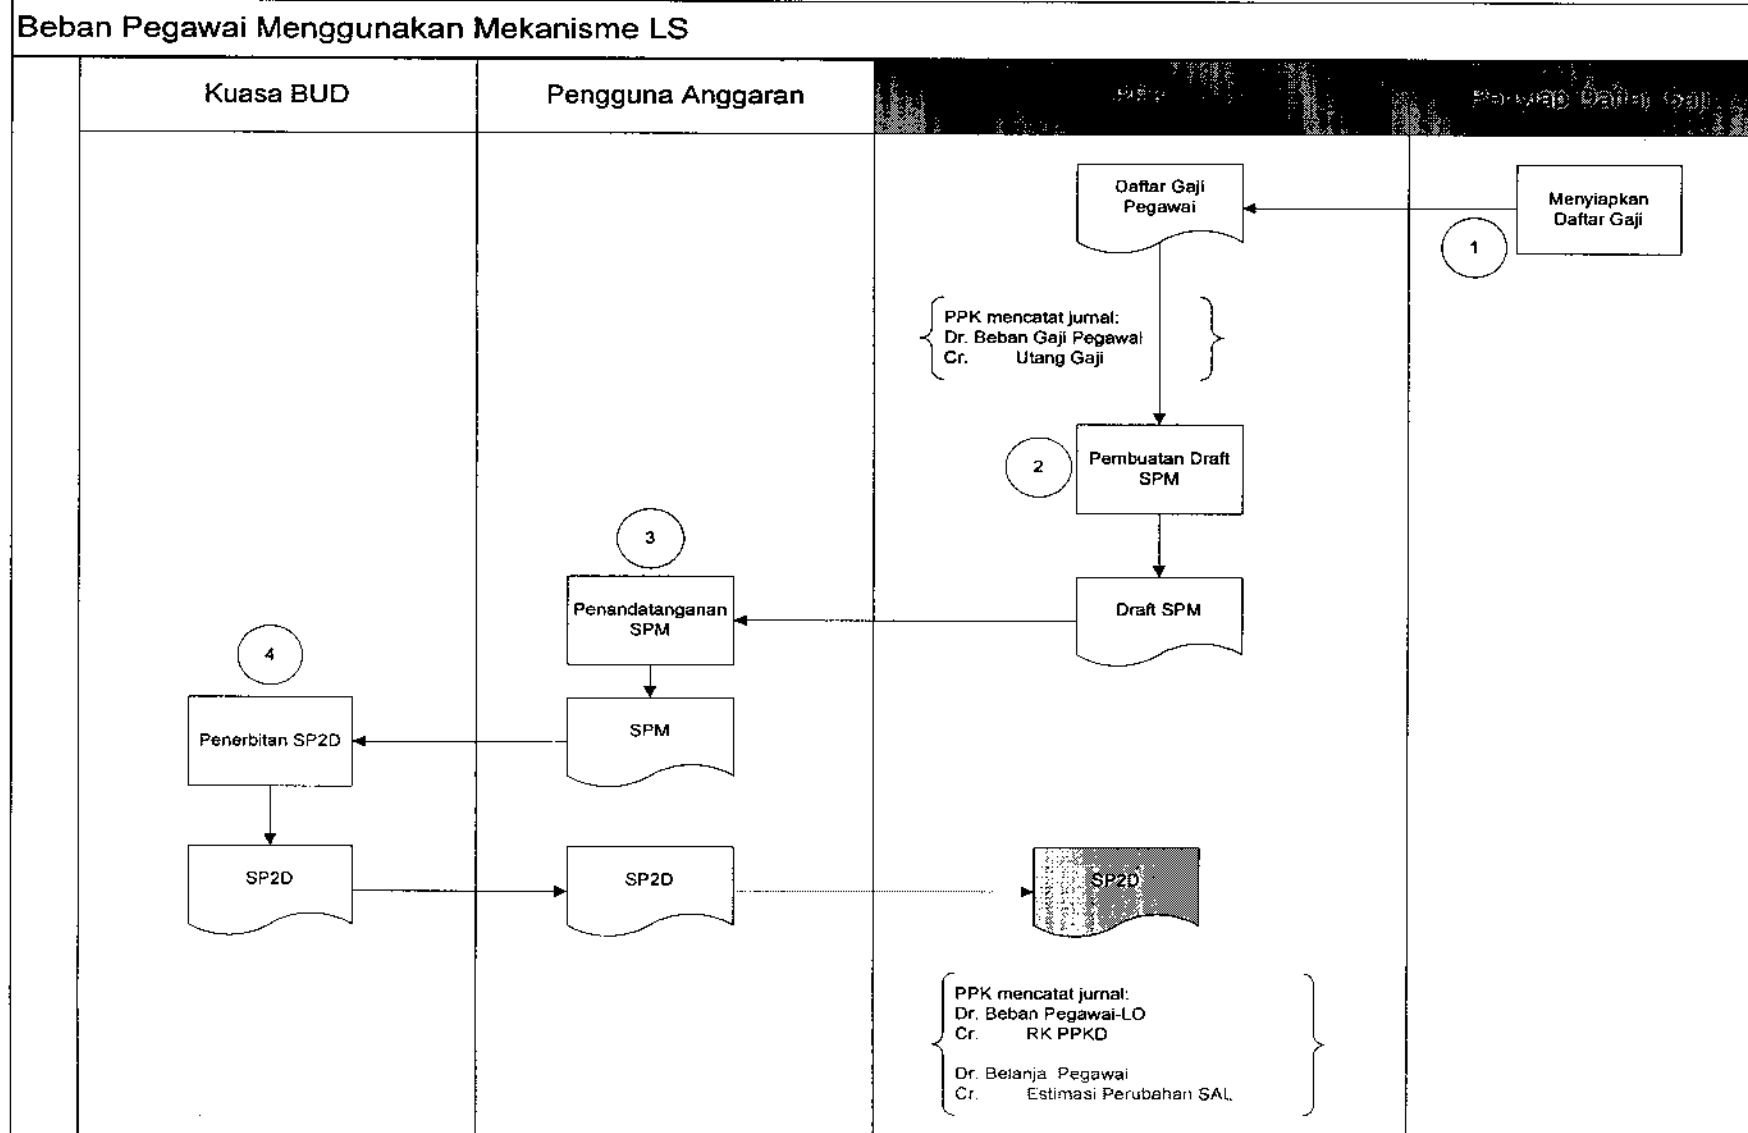 Beban Pegawai Menggunakan Mekanisme LS
Kuasa BUD
Pengguna Anggaran
Daftar Gaji
Pegawai
Menyiapkan
Daftar Gaji
1
PPK mencatat jurnal:
Dr. Beban Gaji Pegawai
Cr. Utang Gaji
2
Pembuatan Draft
SPM
3
Penandatanganan
SPM
Draft SPM
4
Penerbitan SP2D
SPM
SP2D
SP2D
SP2D
PPK mencatat jurnal:
Dr. Beban Pegawai-LO
Cr. RK PPKD
Dr. Belanja Pegawai
Cr. Estimasi Perubahan SAL